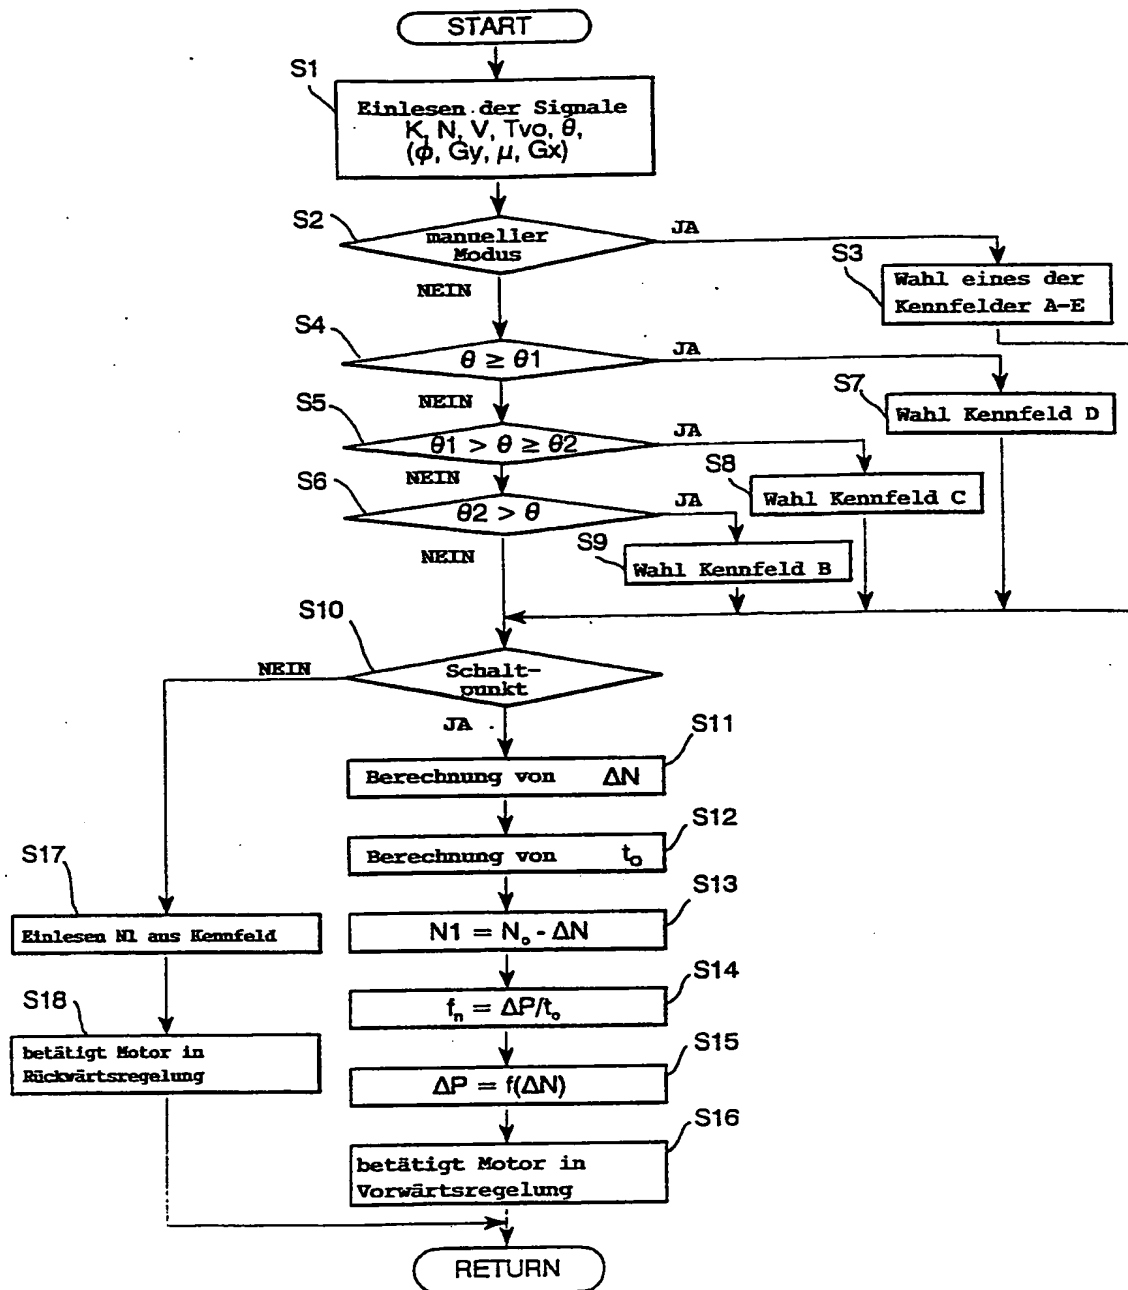 START
S1
Einlesen der Signale
K, N, V, Tvo, θ,
(ϕ, Gy, μ, Gx)
S2
manueller
Modus
JA
NEIN
S3
Wahl eines der
Kennfelder A-E
S4
θ ≥ θ1
JA
NEIN
S7
Wahl Kennfeld D
S5
θ1 > θ ≥ θ2
JA
NEIN
S8
Wahl Kennfeld C
S6
θ2 > θ
JA
NEIN
S9
Wahl Kennfeld B
S10
Schalt-
punkt
NEIN
JA
S11
Berechnung von ΔN
S12
Berechnung von to
S13
N1 = No - ΔN
S14
fn = ΔP/to
S15
ΔP = f(ΔN)
S16
betätigt Motor in
Vorwärtsregelung
S17
Einlesen N1 aus Kennfeld
S18
betätigt Motor in
Rückwärtsregelung
RETURN